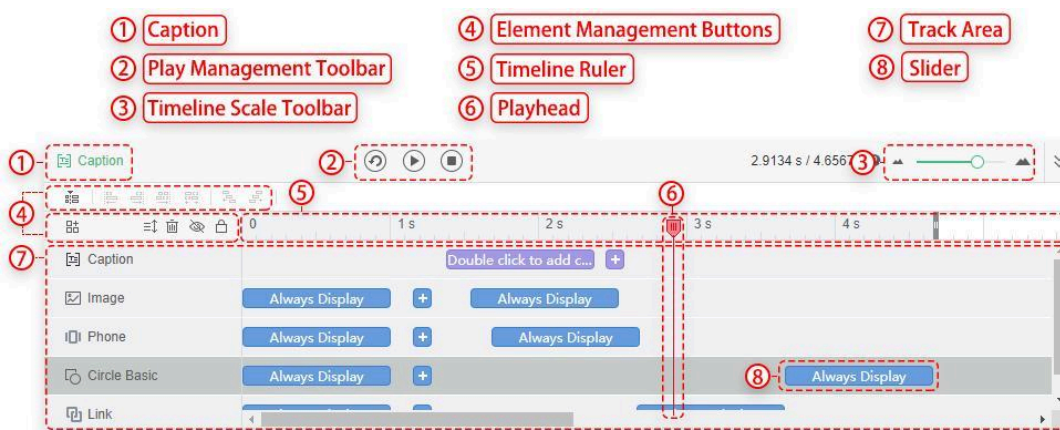 ① Caption
④ Element Management Buttons
⑦ Track Area
② Play Management Toolbar
⑤ Timeline Ruler
⑧ Slider
③ Timeline Scale Toolbar
⑥ Playhead
① Caption ② 2.9134 s / 4.6567 ③
④ ⑤ ⑥
0 1 s 2 s 3 s 4 s
⑦ Caption Double click to add c... +
Image Always Display + Always Display
Phone Always Display + Always Display
Circle Basic Always Display + ⑧ Always Display
Link